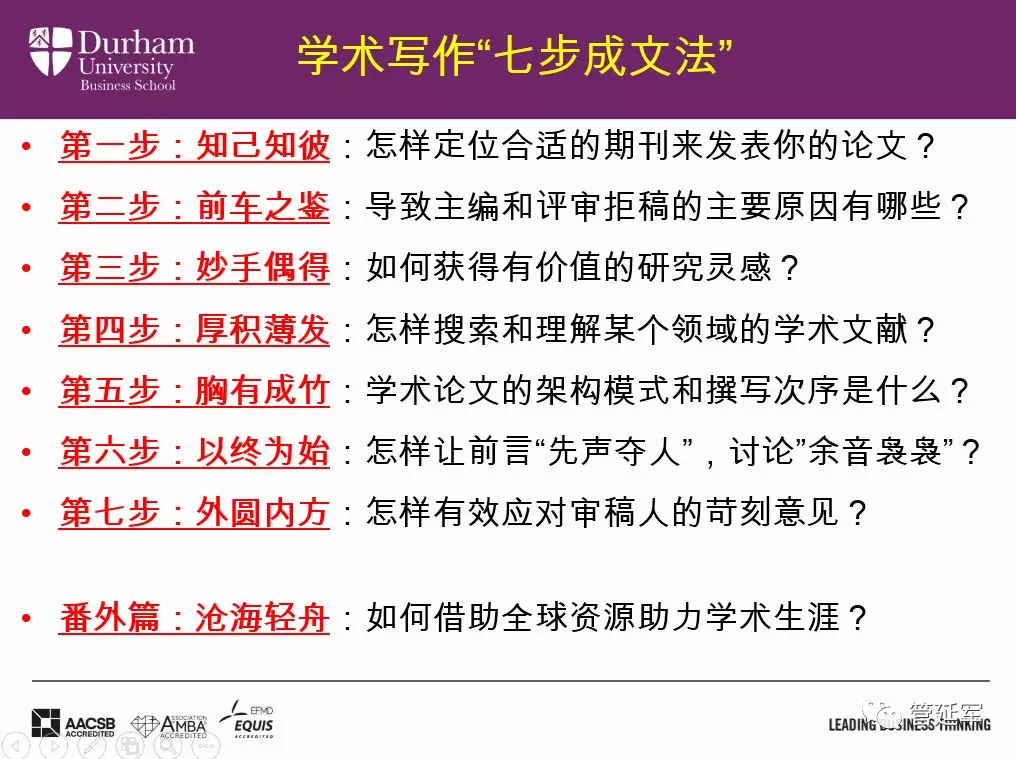 Durham
University
Business School
学术写作“七步成文法”
• 第一步：知己知彼：怎样定位合适的期刊来发表你的论文？
• 第二步：前车之鉴：导致主编和评审拒稿的主要原因有哪些？
• 第三步：妙手偶得：如何获得有价值的研究灵感？
• 第四步：厚积薄发：怎样搜索和理解某个领域的学术文献？
• 第五步：胸有成竹：学术论文的架构模式和撰写次序是什么？
• 第六步：以终为始：怎样让前言“先声夺人”，讨论”余音袅袅”？
• 第七步：外圆内方：怎样有效应对审稿人的苛刻意见？
• 番外篇：沧海轻舟：如何借助全球资源助力学术生涯？
AACSB
ACCREDITED
ASSOCIATION
AMBA
ACCREDITED
EFMD
EQUIS
ACCREDITED
管延军
LEADING BUSINESS THINKING